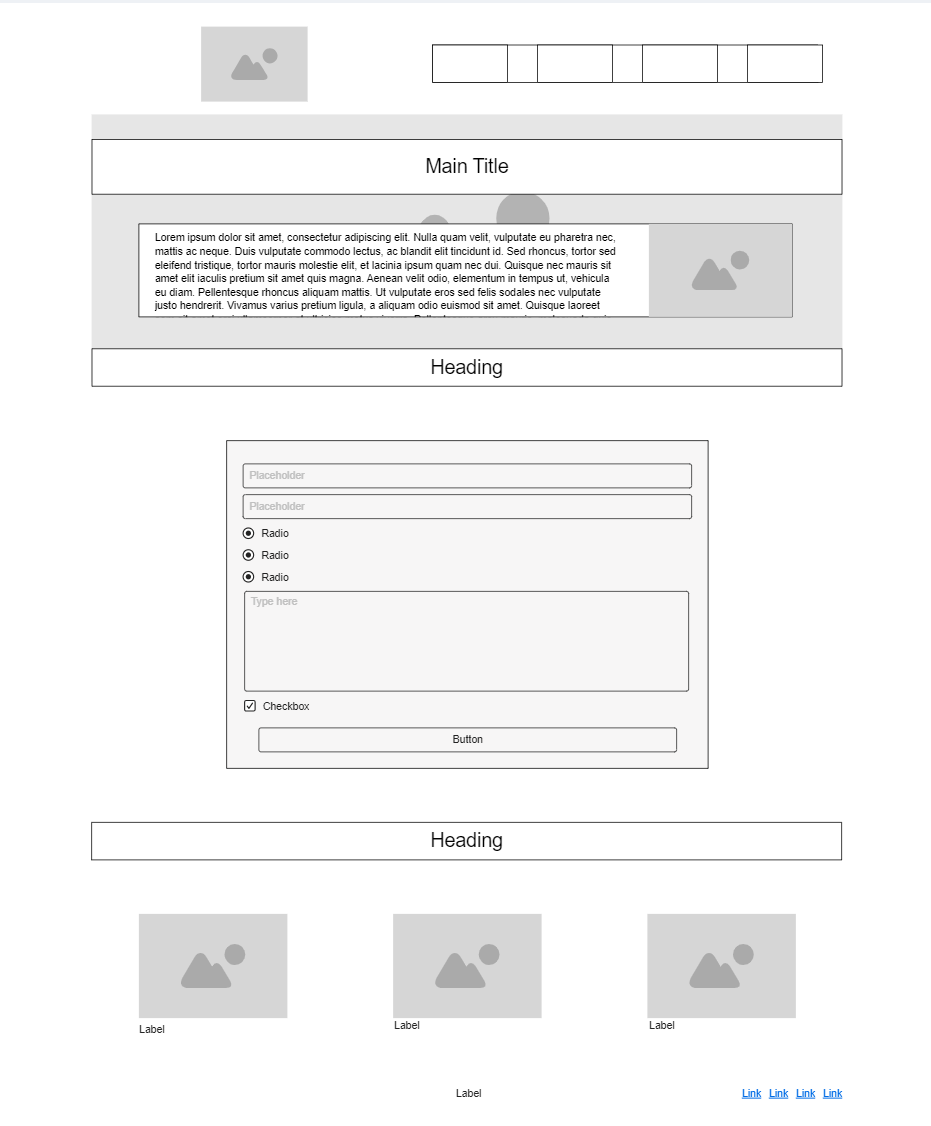 Main Title
Lorem ipsum dolor sit amet, consectetur adipiscing elit. Nulla quam velit, vulputate eu pharetra nec,
mattis ac neque. Duis vulputate commodo lectus, ac blandit elit tincidunt id. Sed rhoncus, tortor sed
eleifend tristique, tortor mauris molestie elit, et lacinia ipsum quam nec dui. Quisque nec mauris sit
amet elit iaculis pretium sit amet quis magna. Aenean velit odio, elementum in tempus ut, vehicula
eu diam. Pellentesque rhoncus aliquam mattis. Ut vulputate eros sed felis sodales nec vulputate
justo hendrerit. Vivamus varius pretium ligula, a aliquam odio euismod sit amet. Quisque laoreet
Heading
Placeholder
Placeholder
Radio
Radio
Radio
Type here
Checkbox
Button
Heading
Label
Label
Label
Label
Link Link Link Link